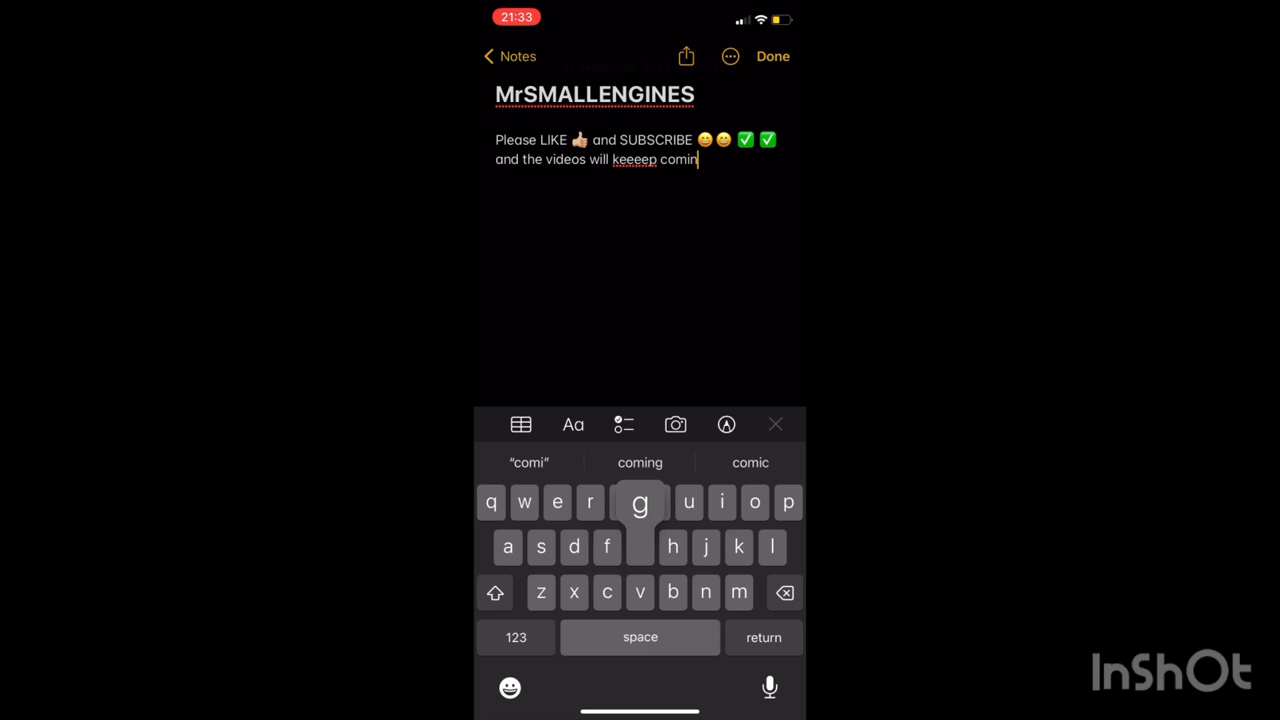 21:33
Notes
Done
MrSMALLENGINES
Please LIKE 👍🏼 and SUBSCRIBE 😄😄 ✅ ✅
and the videos will keeeep comin
Aa
“comi” coming comic
q w e r g u i o p
a s d f h j k l
z x c v b n m
123 space return
InShOt